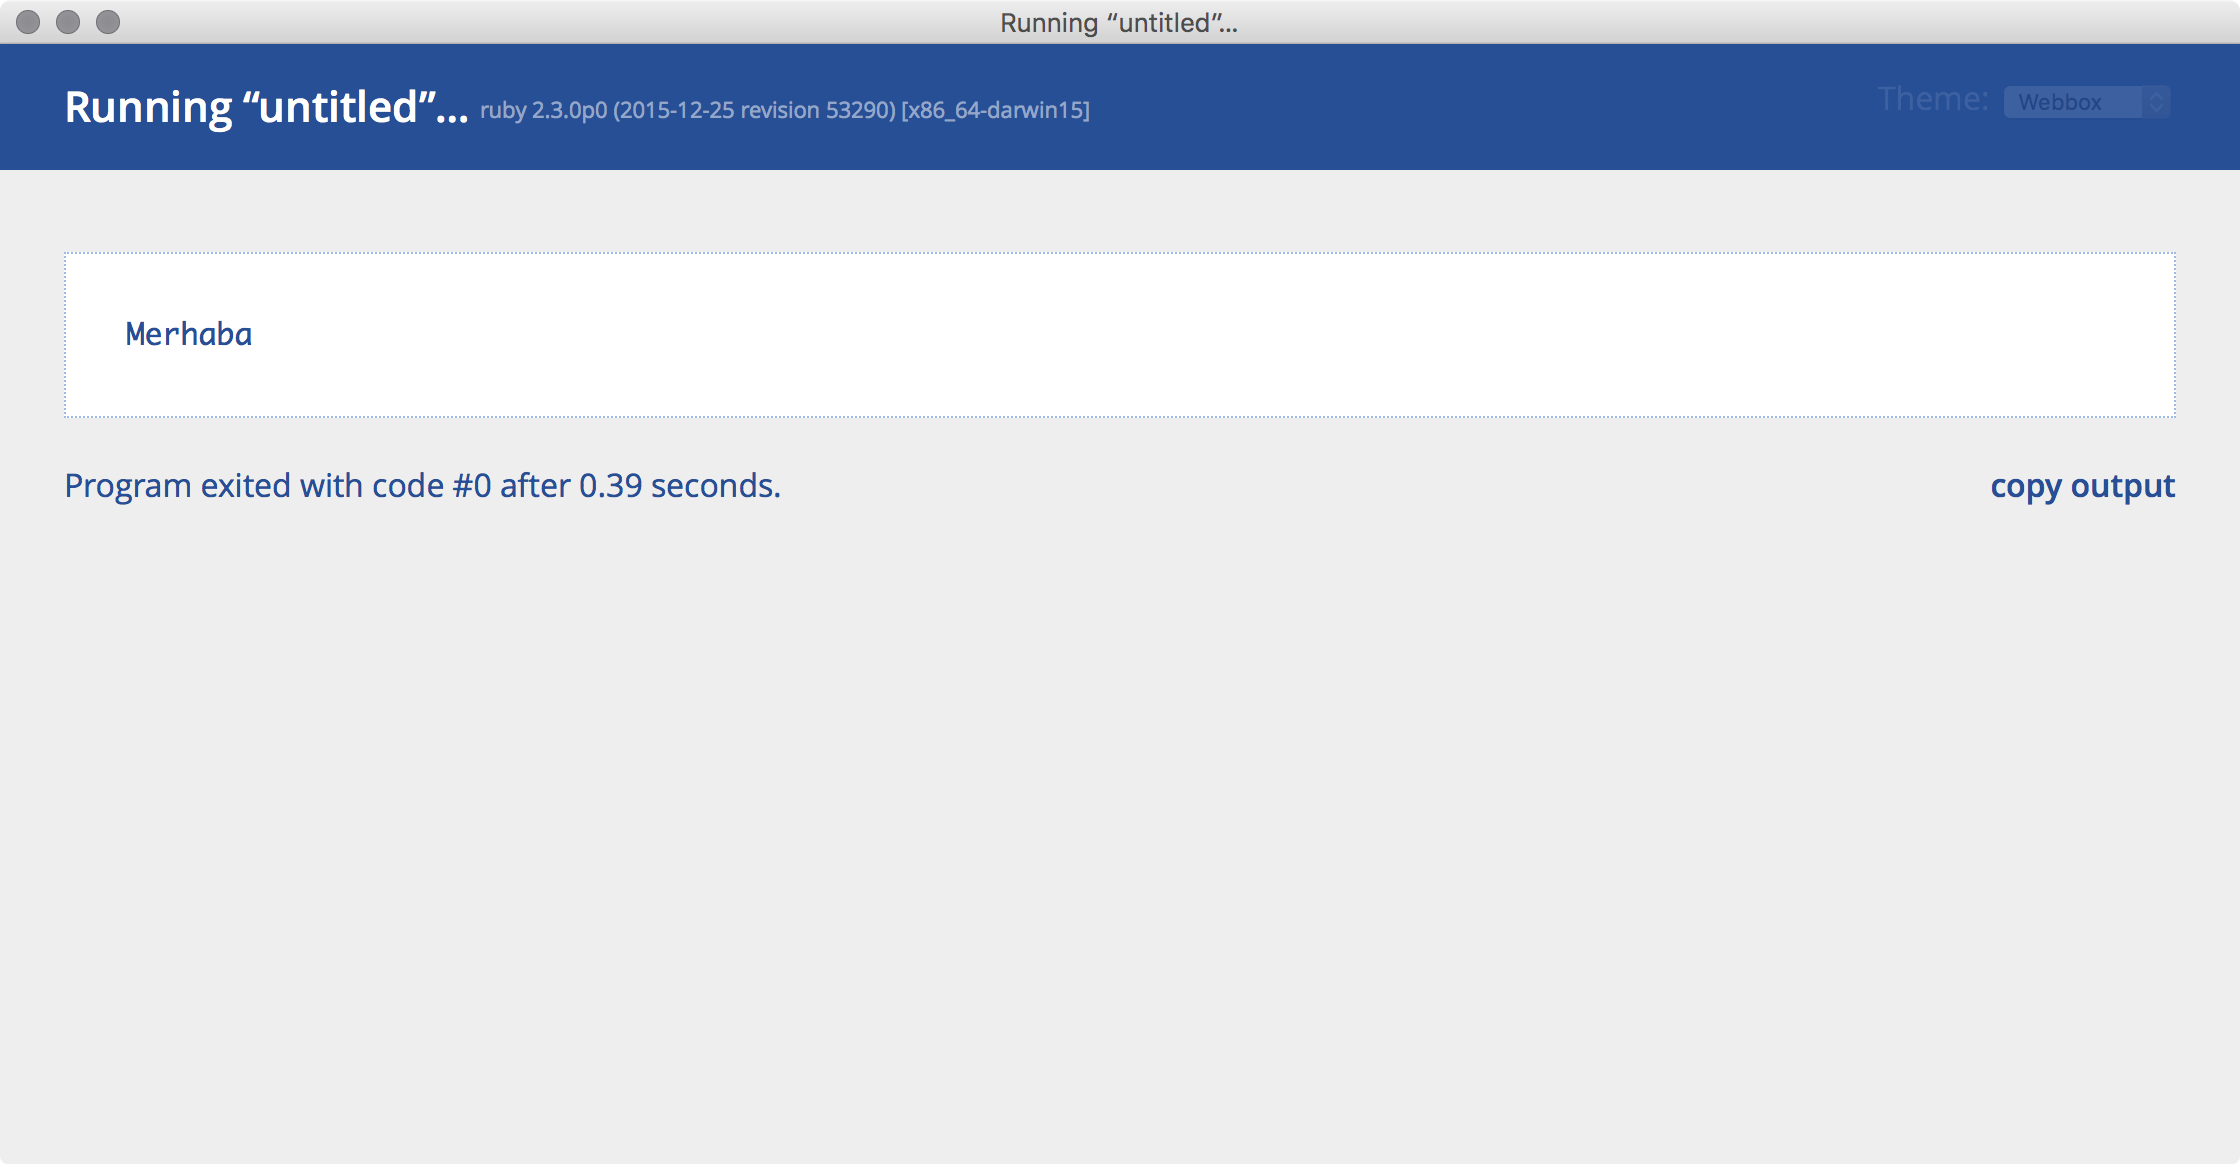 Running “untitled”...
Running “untitled”... ruby 2.3.0p0 (2015-12-25 revision 53290) [x86_64-darwin15]
Theme: Webbox
Merhaba
Program exited with code #0 after 0.39 seconds.
copy output